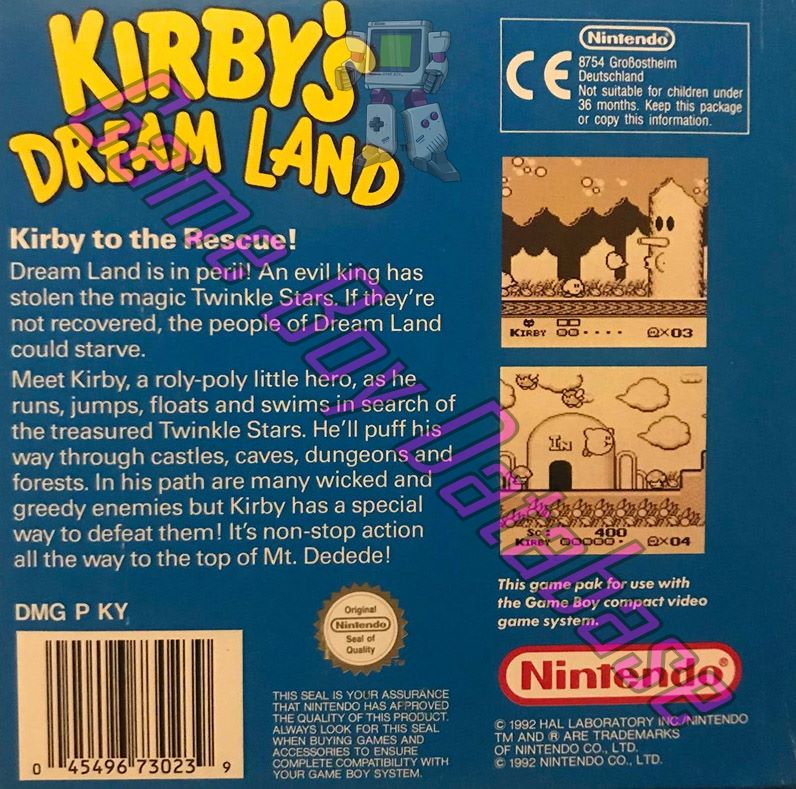 KIRBY'S
DREAM LAND
Kirby to the Rescue!
Dream Land is in peril! An evil king has
stolen the magic Twinkle Stars. If they're
not recovered, the people of Dream Land
could starve.
Meet Kirby, a roly-poly little hero, as he
runs, jumps, floats and swims in search of
the treasured Twinkle Stars. He'll puff his
way through castles, caves, dungeons and
forests. In his path are many wicked and
greedy enemies but Kirby has a special
way to defeat them! It's non-stop action
all the way to the top of Mt. Dedede!
DMG P KY
0 45496 73023 9
Original
Nintendo
Seal of
Quality
THIS SEAL IS YOUR ASSURANCE
THAT NINTENDO HAS APPROVED
THE QUALITY OF THIS PRODUCT.
ALWAYS LOOK FOR THIS SEAL
WHEN BUYING GAMES AND
ACCESSORIES TO ENSURE
COMPLETE COMPATIBILITY WITH
YOUR GAME BOY SYSTEM.
Nintendo
CE
8754 Großostheim
Deutschland
Not suitable for children under
36 months. Keep this package
or copy this information.
KIRBY ×03
IN
Sc: 400
KIRBY ×04
This game pak for use with
the Game Boy compact video
game system.
Nintendo®
© 1992 HAL LABORATORY INC./NINTENDO
TM AND ® ARE TRADEMARKS
OF NINTENDO CO., LTD.
© 1992 NINTENDO CO., LTD.
Game Boy Database